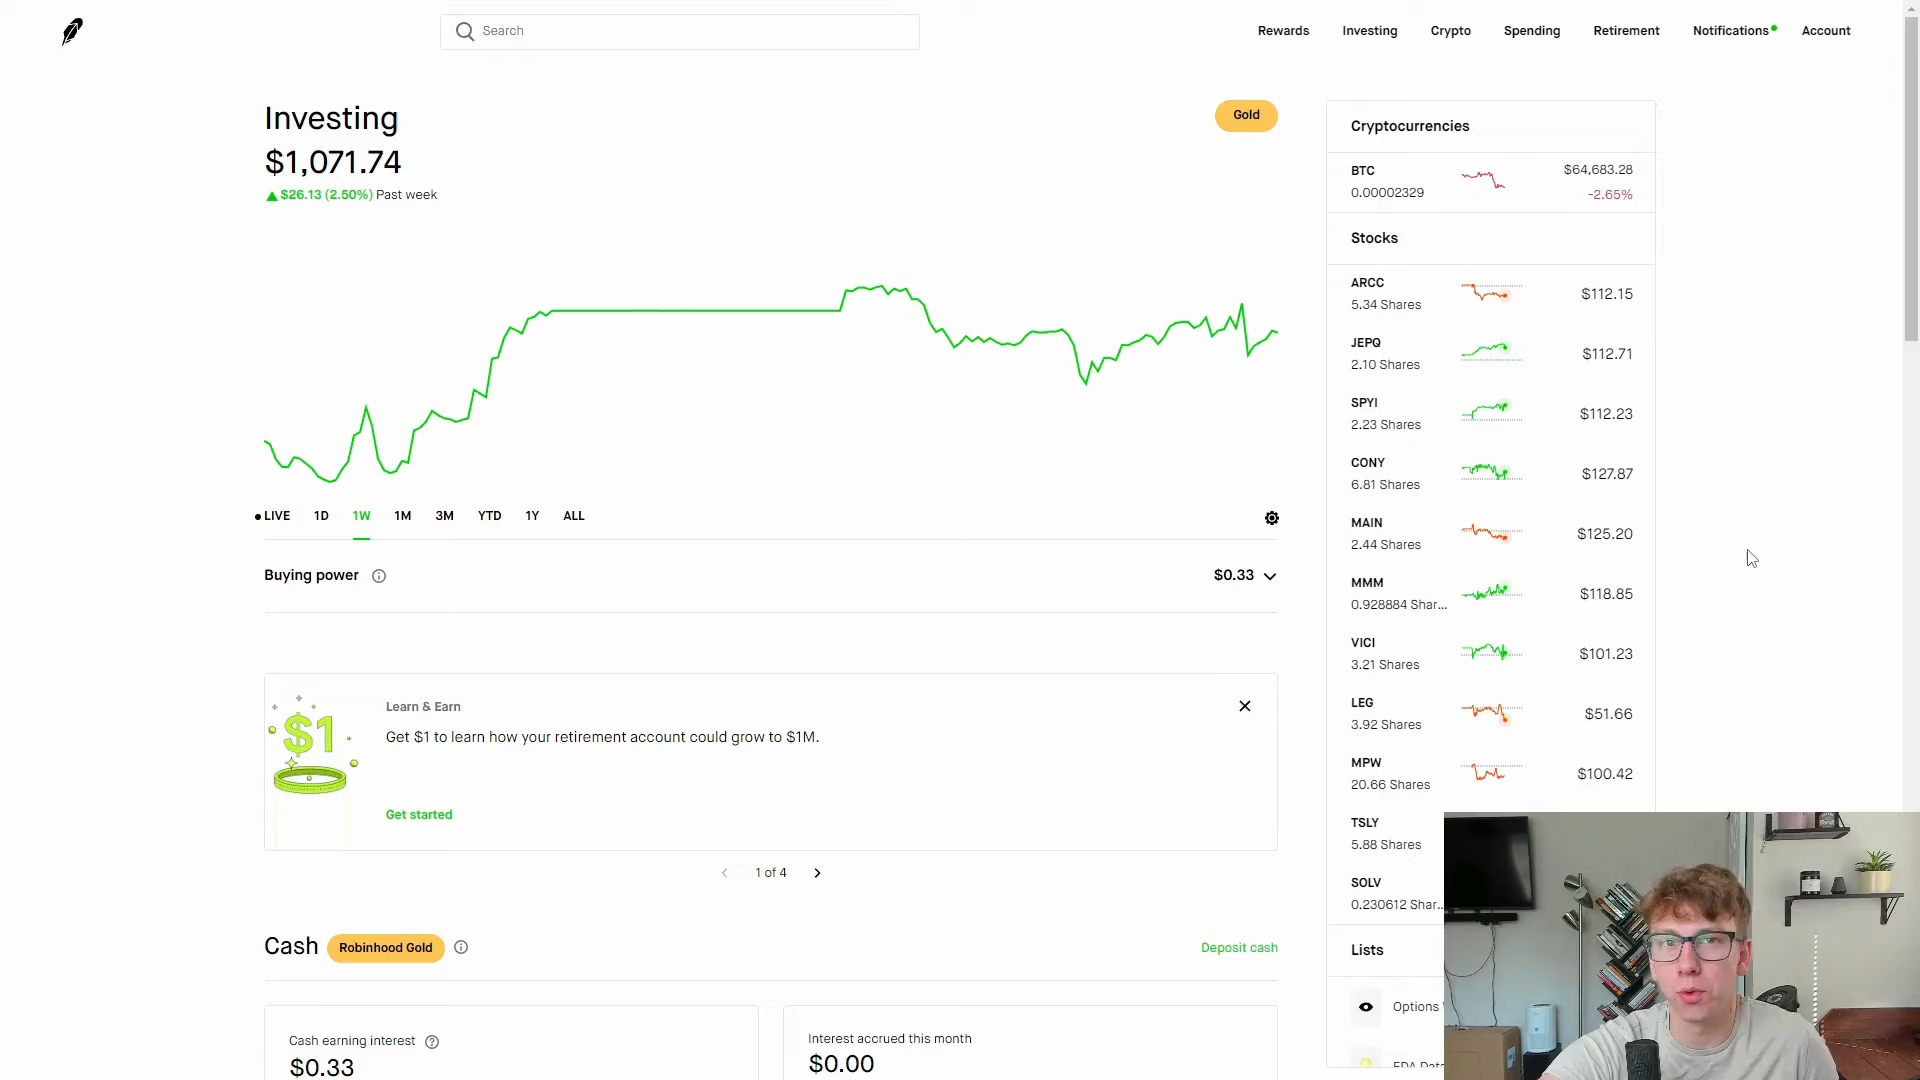 Search
Rewards
Investing
Crypto
Spending
Retirement
Notifications
Account
Investing
$1,071.74
$26.13 (2.50%) Past week
Gold
LIVE
1D
1W
1M
3M
YTD
1Y
ALL
Buying power
$0.33
$1
Learn & Earn
Get $1 to learn how your retirement account could grow to $1M.
Get started
1 of 4
Cash
Robinhood Gold
Deposit cash
Cash earning interest
$0.33
Interest accrued this month
$0.00
Cryptocurrencies
BTC
0.00002329
$64,683.28
-2.65%
Stocks
ARCC
5.34 Shares
$112.15
JEPQ
2.10 Shares
$112.71
SPYI
2.23 Shares
$112.23
CONY
6.81 Shares
$127.87
MAIN
2.44 Shares
$125.20
MMM
0.928884 Shar...
$118.85
VICI
3.21 Shares
$101.23
LEG
3.92 Shares
$51.66
MPW
20.66 Shares
$100.42
TSLY
5.88 Shares
SOLV
0.230612 Shar..
Lists
Options